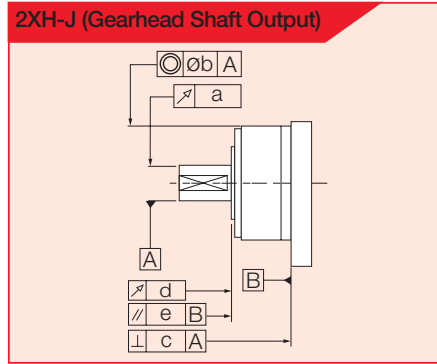 2XH-J (Gearhead Shaft Output)
◎ Øb A
↗ a
A
B
↗ d
// e B
⊥ c A